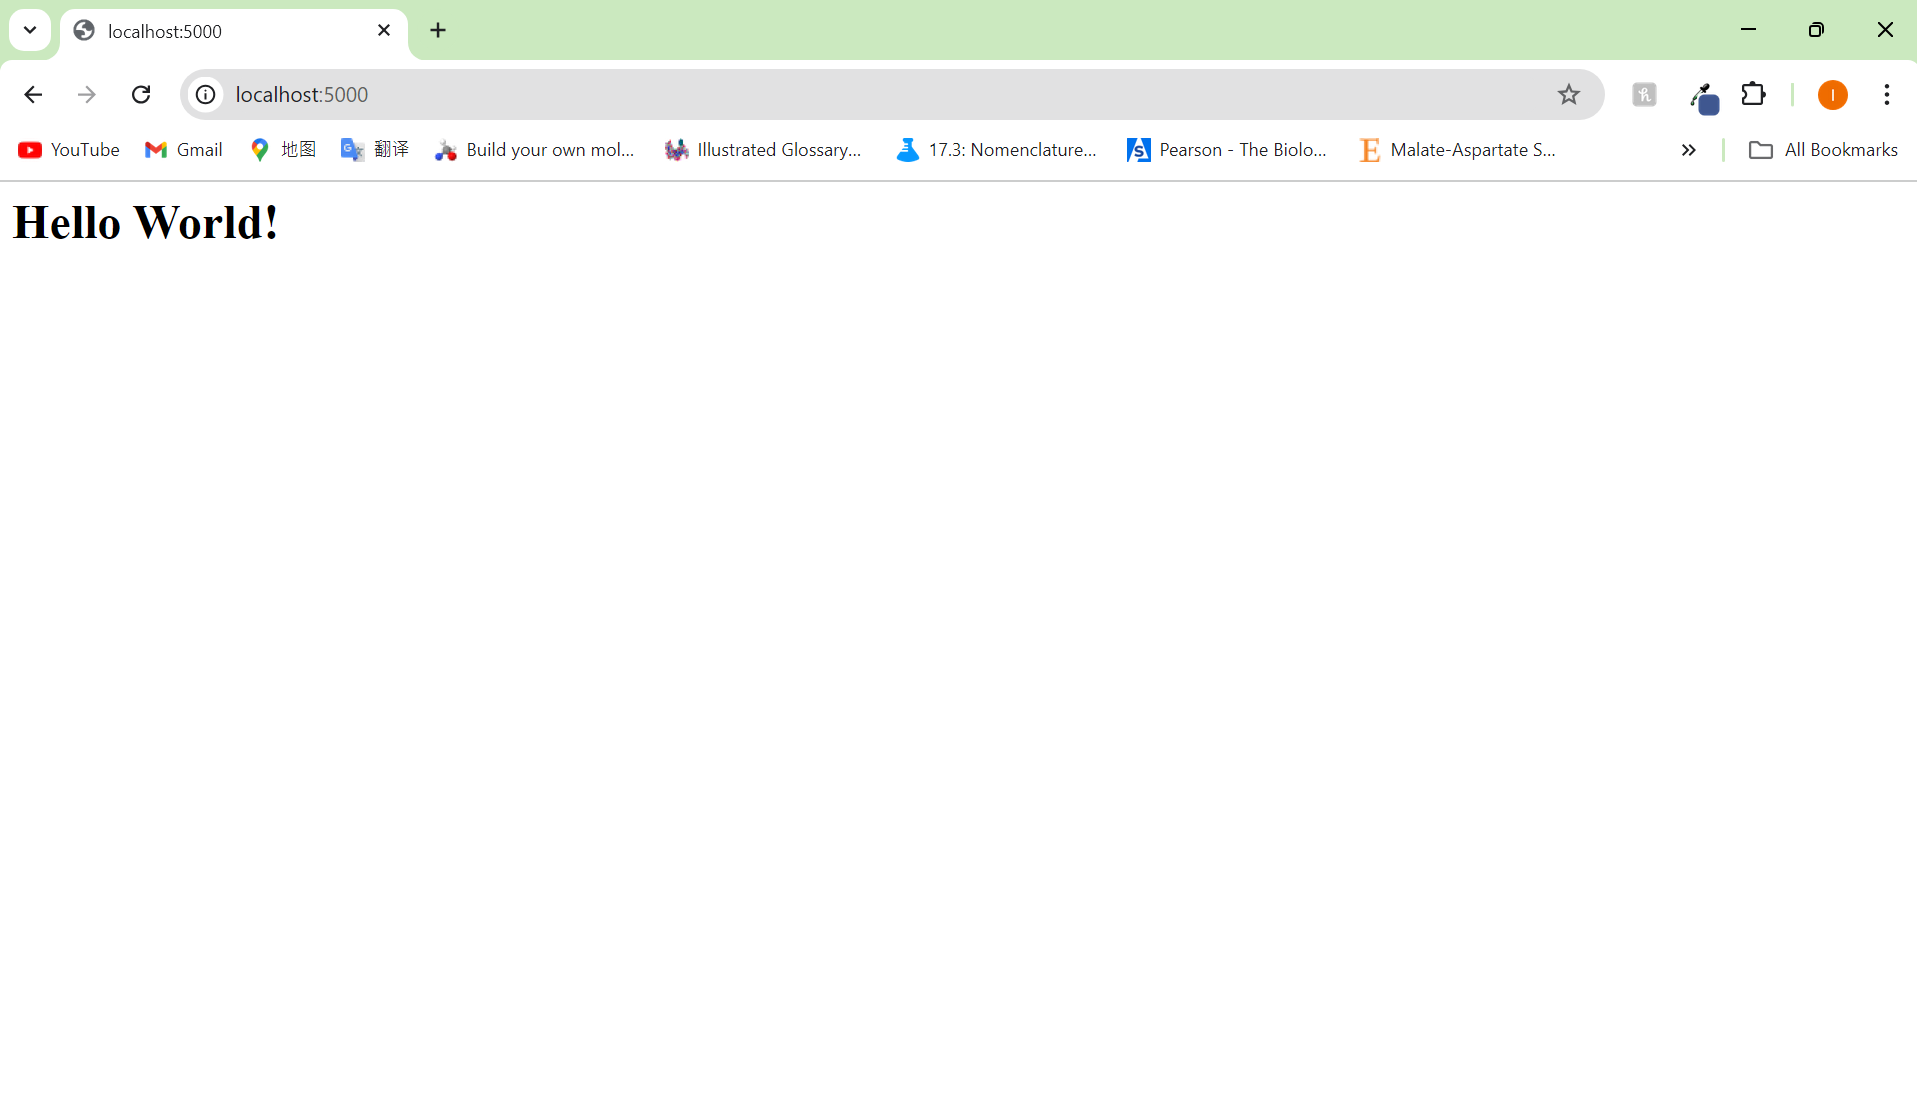 localhost:5000
localhost:5000
I
YouTube Gmail 地图 翻译 Build your own mol... Illustrated Glossary... 17.3: Nomenclature... Pearson - The Biolo... Malate-Aspartate S... All Bookmarks
Hello World!